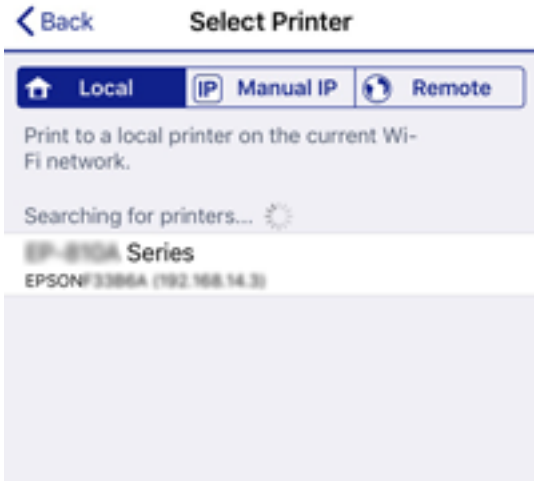 Back
Select Printer
Local
IP Manual IP
Remote
Print to a local printer on the current Wi-
Fi network.
Searching for printers...
Series
EPSON